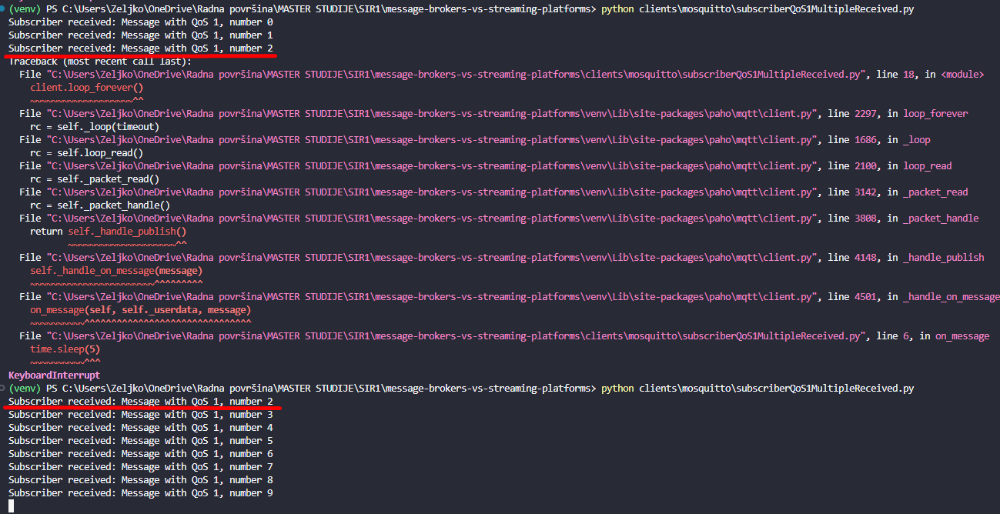 (venv) PS C:\Users\Zeljko\OneDrive\Radna površina\MASTER STUDIJE\SIR1\message-brokers-vs-streaming-platforms> python clients\mosquitto\subscriberQoS1MultipleReceived.py
Subscriber received: Message with QoS 1, number 0
Subscriber received: Message with QoS 1, number 1
Subscriber received: Message with QoS 1, number 2
Traceback (most recent call last):
  File "C:\Users\Zeljko\OneDrive\Radna površina\MASTER STUDIJE\SIR1\message-brokers-vs-streaming-platforms\clients\mosquitto\subscriberQoS1MultipleReceived.py", line 18, in <module>
    client.loop_forever()
    ~~~~~~~~~~~~~~~~~~~^^
  File "C:\Users\Zeljko\OneDrive\Radna površina\MASTER STUDIJE\SIR1\message-brokers-vs-streaming-platforms\venv\Lib\site-packages\paho\mqtt\client.py", line 2297, in loop_forever
    rc = self._loop(timeout)
  File "C:\Users\Zeljko\OneDrive\Radna površina\MASTER STUDIJE\SIR1\message-brokers-vs-streaming-platforms\venv\Lib\site-packages\paho\mqtt\client.py", line 1686, in _loop
    rc = self.loop_read()
  File "C:\Users\Zeljko\OneDrive\Radna površina\MASTER STUDIJE\SIR1\message-brokers-vs-streaming-platforms\venv\Lib\site-packages\paho\mqtt\client.py", line 2100, in loop_read
    rc = self._packet_read()
  File "C:\Users\Zeljko\OneDrive\Radna površina\MASTER STUDIJE\SIR1\message-brokers-vs-streaming-platforms\venv\Lib\site-packages\paho\mqtt\client.py", line 3142, in _packet_read
    rc = self._packet_handle()
  File "C:\Users\Zeljko\OneDrive\Radna površina\MASTER STUDIJE\SIR1\message-brokers-vs-streaming-platforms\venv\Lib\site-packages\paho\mqtt\client.py", line 3808, in _packet_handle
    return self._handle_publish()
           ~~~~~~~~~~~~~~~~~~~~^^
  File "C:\Users\Zeljko\OneDrive\Radna površina\MASTER STUDIJE\SIR1\message-brokers-vs-streaming-platforms\venv\Lib\site-packages\paho\mqtt\client.py", line 4148, in _handle_publish
    self._handle_on_message(message)
    ~~~~~~~~~~~~~~~~~~~~~~~^^^^^^^^^
  File "C:\Users\Zeljko\OneDrive\Radna površina\MASTER STUDIJE\SIR1\message-brokers-vs-streaming-platforms\venv\Lib\site-packages\paho\mqtt\client.py", line 4501, in _handle_on_message
    on_message(self, self._userdata, message)
    ~~~~~~~~~~^^^^^^^^^^^^^^^^^^^^^^^^^^^^^^^
  File "C:\Users\Zeljko\OneDrive\Radna površina\MASTER STUDIJE\SIR1\message-brokers-vs-streaming-platforms\clients\mosquitto\subscriberQoS1MultipleReceived.py", line 6, in on_message
    time.sleep(5)
    ~~~~~~~~~~^^^
KeyboardInterrupt
(venv) PS C:\Users\Zeljko\OneDrive\Radna površina\MASTER STUDIJE\SIR1\message-brokers-vs-streaming-platforms> python clients\mosquitto\subscriberQoS1MultipleReceived.py
Subscriber received: Message with QoS 1, number 2
Subscriber received: Message with QoS 1, number 3
Subscriber received: Message with QoS 1, number 4
Subscriber received: Message with QoS 1, number 5
Subscriber received: Message with QoS 1, number 6
Subscriber received: Message with QoS 1, number 7
Subscriber received: Message with QoS 1, number 8
Subscriber received: Message with QoS 1, number 9